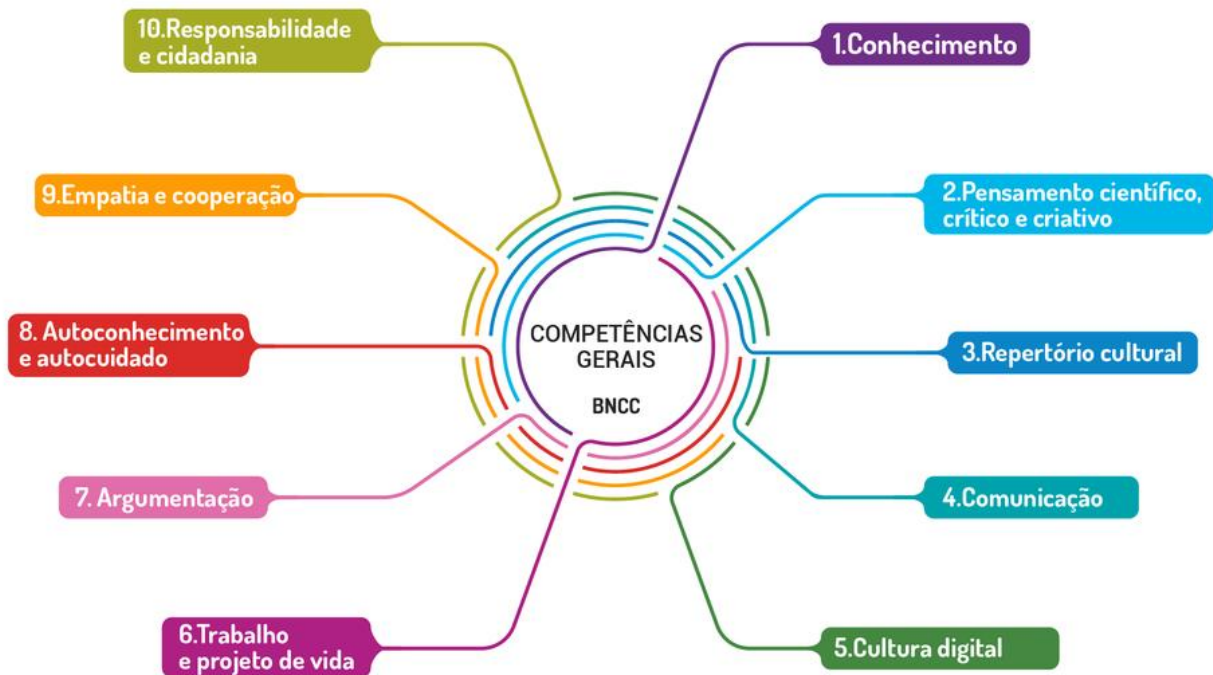 10.Responsabilidade
e cidadania
1.Conhecimento
9.Empatia e cooperação
2.Pensamento científico,
crítico e criativo
8. Autoconhecimento
e autocuidado
COMPETÊNCIAS
GERAIS
BNCC
3.Repertório cultural
7. Argumentação
4.Comunicação
6.Trabalho
e projeto de vida
5.Cultura digital